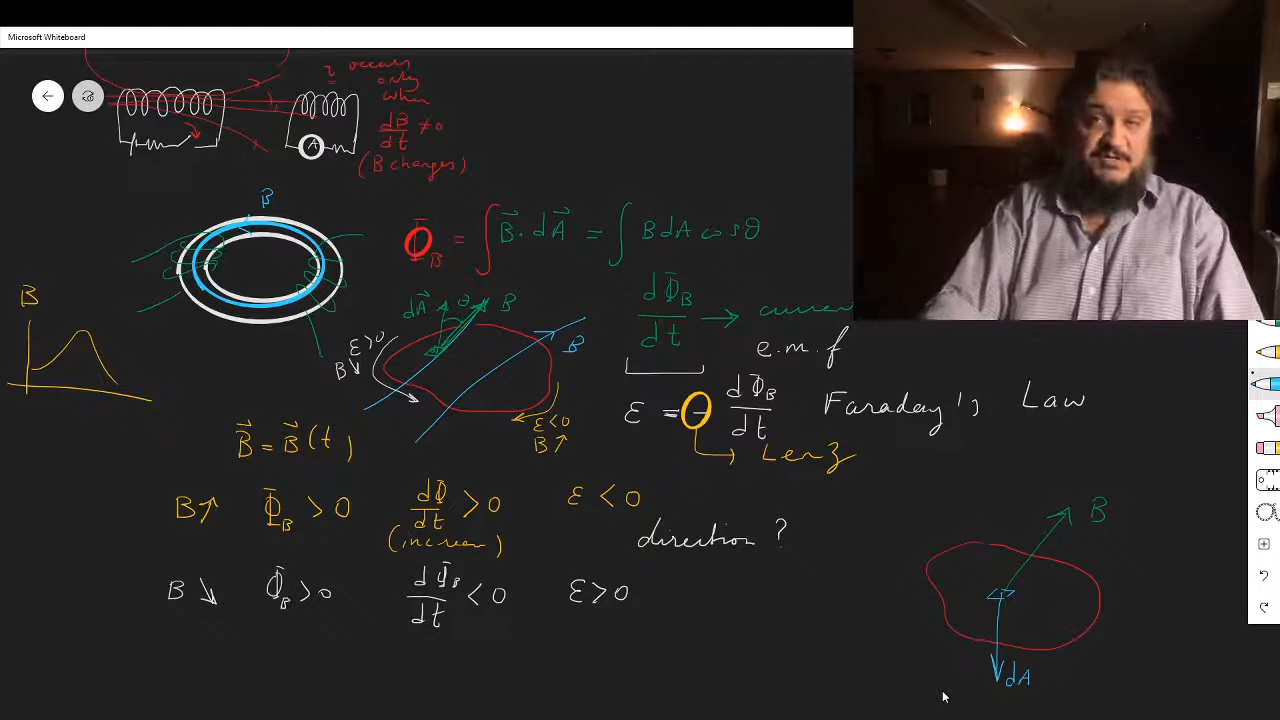 Microsoft Whiteboard
i occurs
only
when
dB/dt ≠ 0
(B changes)
A
B
Φ_B = ∫ B⃗ · dA⃗ = ∫ B dA cos θ
B
dΦ_B/dt → curren
e.m.f
dA⃗ θ B
B
ε>0
B↘
ε<0
B↗
ε = - dΦ_B/dt Faraday's Law
→ Lenz
B⃗ = B⃗(t)
B↗ Φ_B > 0 dΦ/dt > 0 ε < 0
(increase)
direction ?
B↘ Φ_B > 0 dΦ_B/dt < 0 ε > 0
B
dA